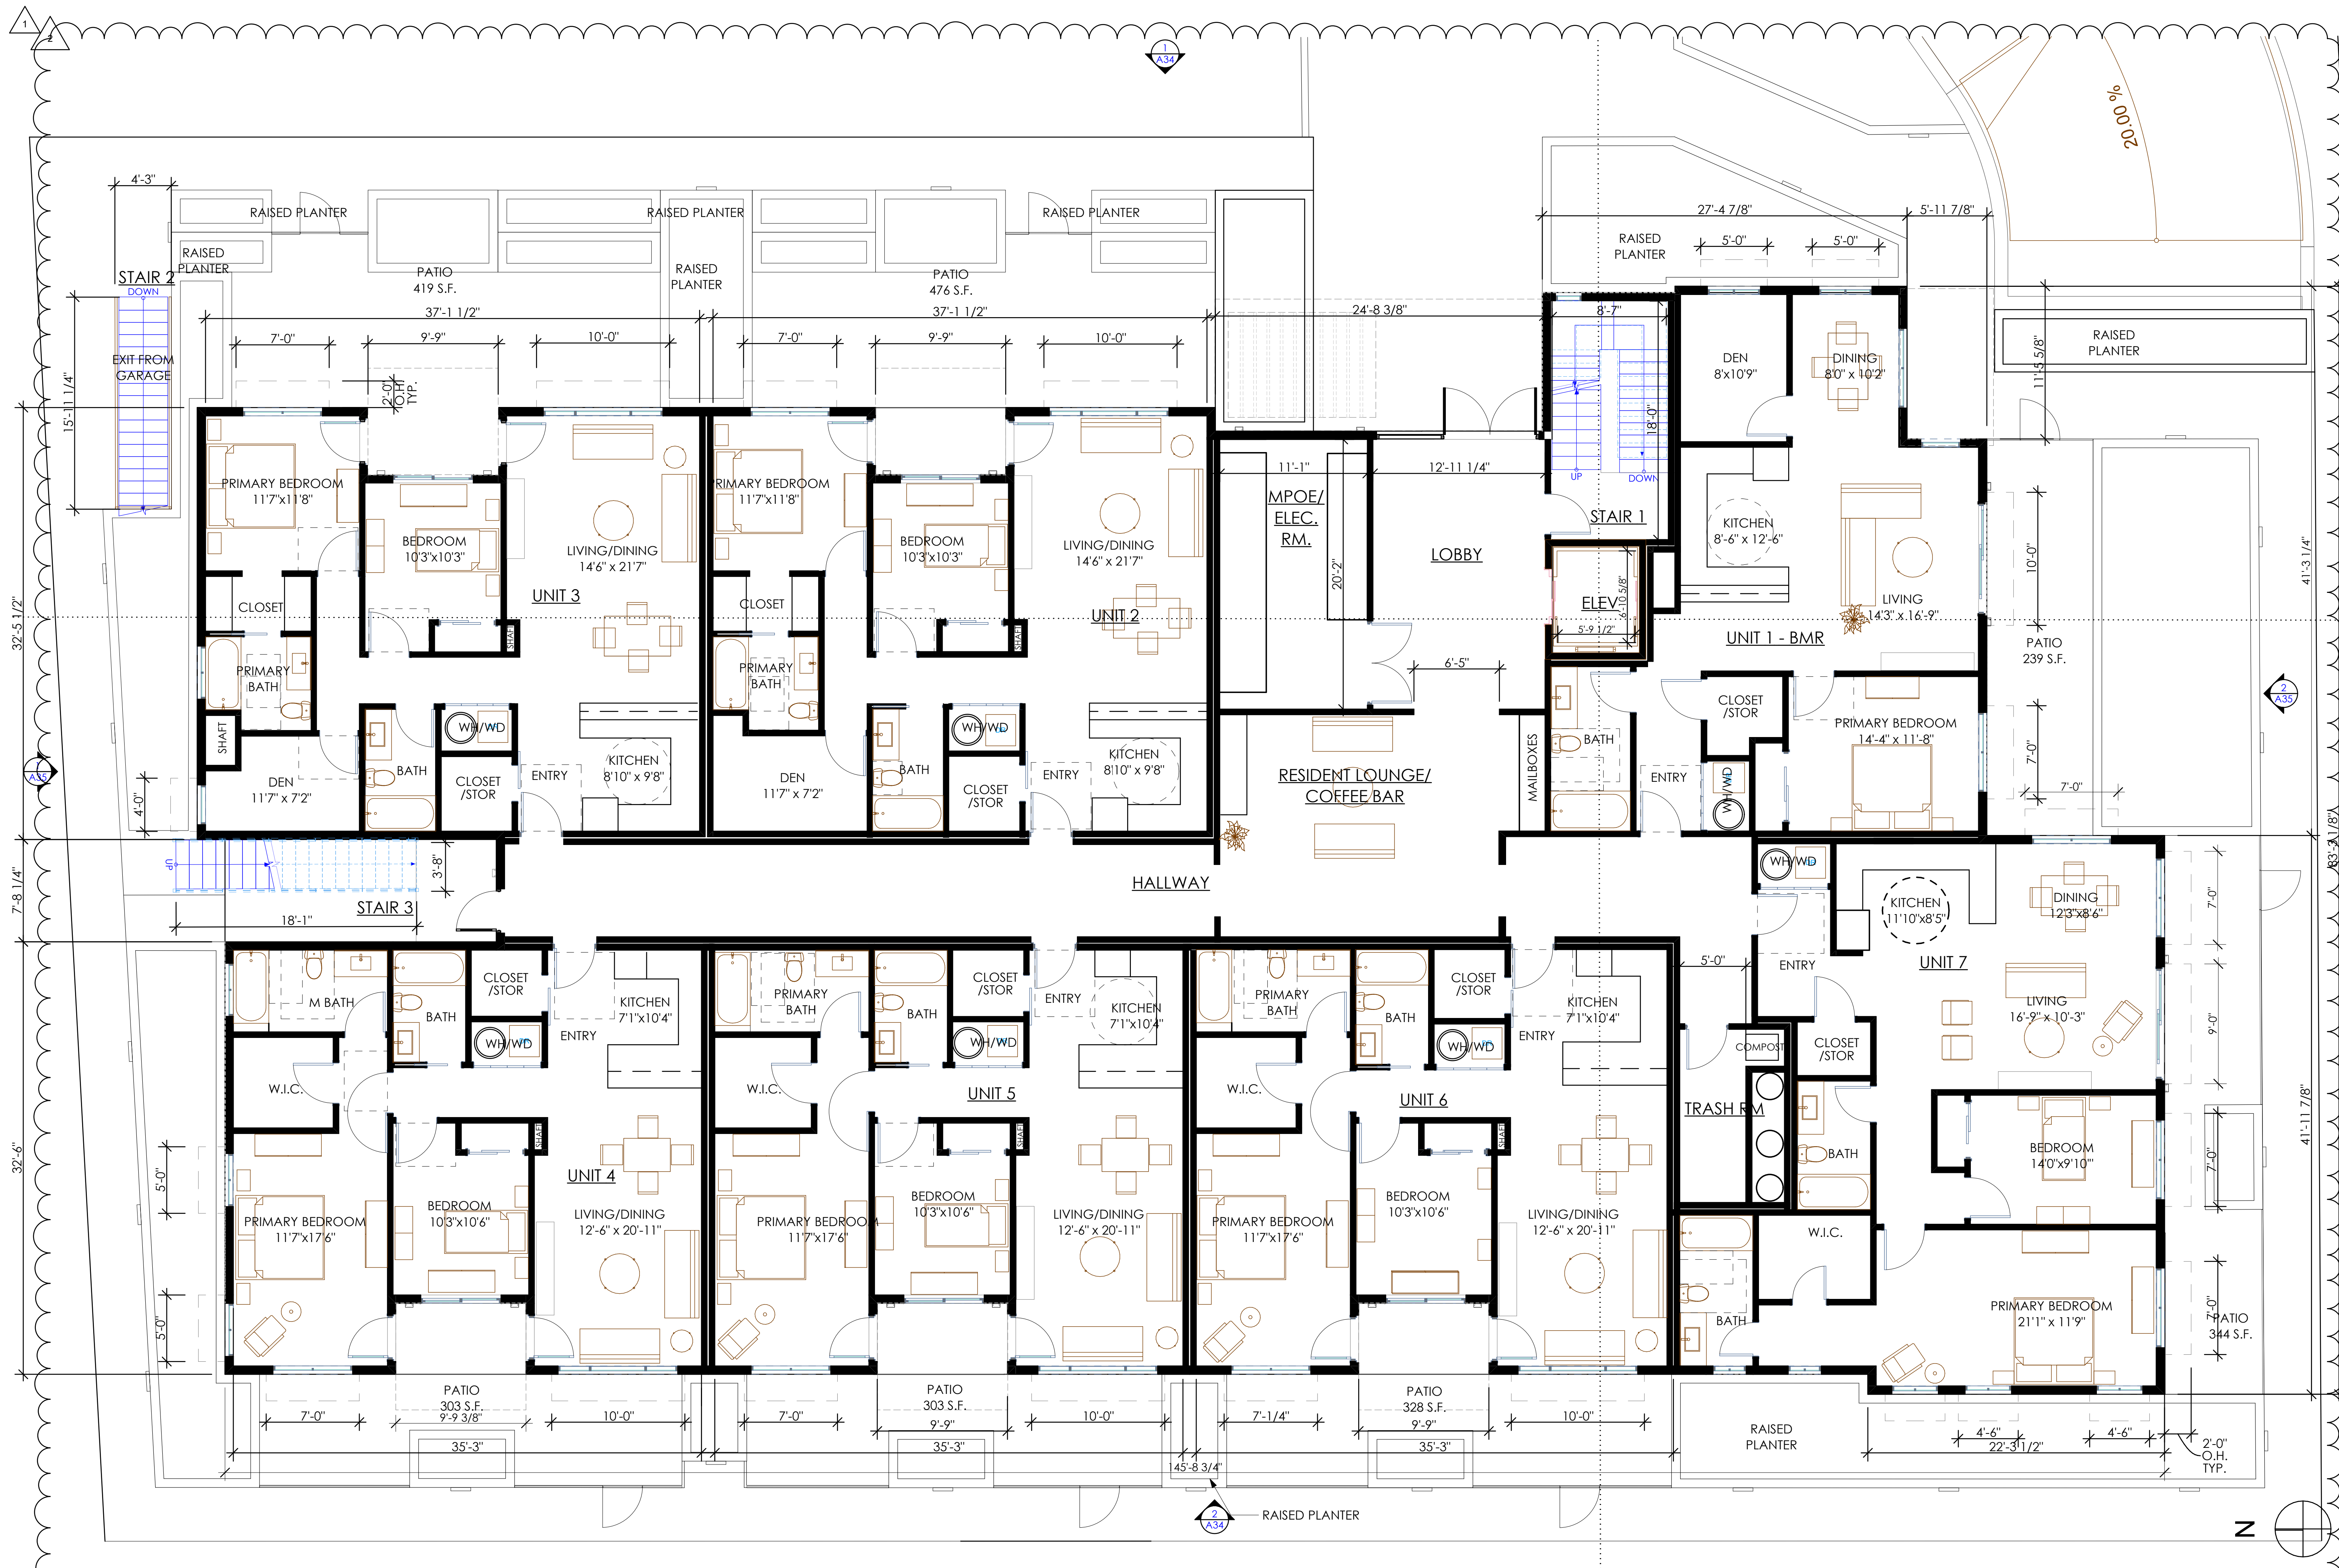 1
2
1
A34
20.00 %
4'-3"
RAISED PLANTER
RAISED PLANTER
RAISED PLANTER
27'-4 7/8"
5'-11 7/8"
RAISED
PLANTER
5'-0"
5'-0"
RAISED
PLANTER
STAIR 2
DOWN
PATIO
419 S.F.
RAISED
PLANTER
PATIO
476 S.F.
37'-1 1/2"
37'-1 1/2"
24'-8 3/8"
8'-7"
7'-0"
9'-9"
10'-0"
7'-0"
9'-9"
10'-0"
EXIT FROM
GARAGE
15'-11 1/4"
2'-0"
O.H.
TYP.
DEN
8'x10'9"
DINING
8'0" x 10'2"
11'-5 5/8"
RAISED
PLANTER
18'-0"
PRIMARY BEDROOM
11'7"x11'8"
BEDROOM
10'3"x10'3"
LIVING/DINING
14'6" x 21'7"
UNIT 3
PRIMARY BEDROOM
11'7"x11'8"
BEDROOM
10'3"x10'3"
LIVING/DINING
14'6" x 21'7"
UNIT 2
11'-1"
12'-11 1/4"
MPOE/
ELEC.
RM.
20'-2"
LOBBY
UP
DOWN
STAIR 1
ELEV
6'-10 5/8"
5'-9 1/2"
KITCHEN
8'-6" x 12'-6"
LIVING
14'3" x 16'-9"
UNIT 1 - BMR
10'-0"
41'-3 1/4"
PATIO
239 S.F.
32'-5 1/2"
CLOSET
PRIMARY
BATH
SHAFT
SHAFT
CLOSET
PRIMARY
BATH
SHAFT
6'-5"
2
A35
CLOSET
/STOR
PRIMARY BEDROOM
14'-4" x 11'-8"
7'-0"
7'-0"
A35
4'-0"
DEN
11'7" x 7'2"
BATH
WH/WD
CLOSET
/STOR
ENTRY
KITCHEN
8'10" x 9'8"
DEN
11'7" x 7'2"
BATH
WH/WD
CLOSET
/STOR
ENTRY
KITCHEN
8'10" x 9'8"
RESIDENT LOUNGE/
COFFEE BAR
MAILBOXES
BATH
ENTRY
WH/WD
83'-3 1/8"
7'-8 1/4"
UP
3'-8"
STAIR 3
18'-1"
HALLWAY
WH/WD
KITCHEN
11'10"x8'5"
DINING
12'3"x8'6"
7'-0"
ENTRY
UNIT 7
5'-0"
LIVING
16'-9" x 10'-3"
9'-0"
M BATH
BATH
CLOSET
/STOR
WH/WD
KITCHEN
7'1"x10'4"
ENTRY
W.I.C.
PRIMARY
BATH
BATH
CLOSET
/STOR
WH/WD
ENTRY
KITCHEN
7'1"x10'4"
W.I.C.
UNIT 5
PRIMARY
BATH
BATH
CLOSET
/STOR
WH/WD
KITCHEN
7'1"x10'4"
ENTRY
W.I.C.
UNIT 6
COMPOST
TRASH RM
CLOSET
/STOR
BATH
BEDROOM
14'0"x9'10"
7'-0"
41'-11 7/8"
32'-6"
5'-0"
5'-0"
SHAFT
UNIT 4
PRIMARY BEDROOM
11'7"x17'6"
BEDROOM
10'3"x10'6"
LIVING/DINING
12'-6" x 20'-11"
SHAFT
PRIMARY BEDROOM
11'7"x17'6"
BEDROOM
10'3"x10'6"
LIVING/DINING
12'-6" x 20'-11"
SHAFT
PRIMARY BEDROOM
11'7"x17'6"
BEDROOM
10'3"x10'6"
LIVING/DINING
12'-6" x 20'-11"
W.I.C.
BATH
PRIMARY BEDROOM
21'1" x 11'9"
7'-0"
PATIO
344 S.F.
PATIO
303 S.F.
9'-9 3/8"
7'-0"
10'-0"
35'-3"
PATIO
303 S.F.
9'-9"
7'-0"
10'-0"
35'-3"
PATIO
328 S.F.
9'-9"
7'-1/4"
10'-0"
35'-3"
145'-8 3/4"
RAISED
PLANTER
4'-6"
4'-6"
22'-3 1/2"
2'-0"
O.H.
TYP.
2
A34
RAISED PLANTER
N